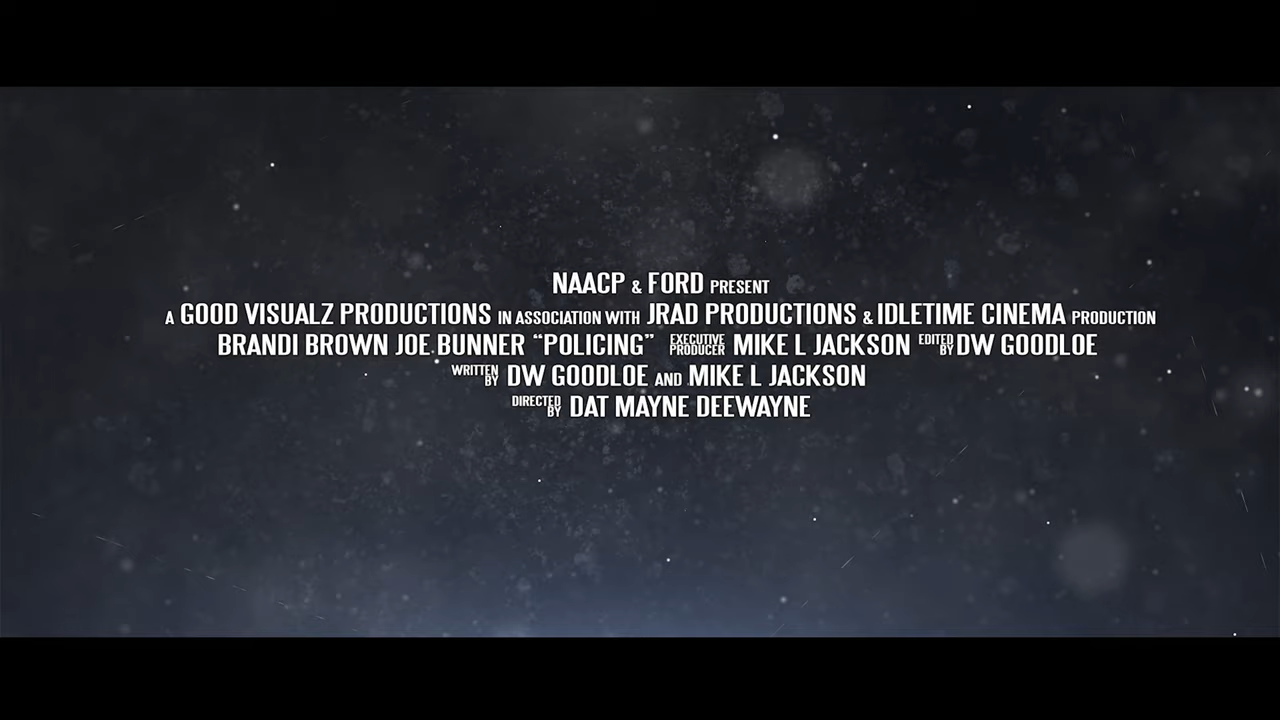 NAACP & FORD PRESENT
A GOOD VISUALZ PRODUCTIONS IN ASSOCIATION WITH JRAD PRODUCTIONS & IDLETIME CINEMA PRODUCTION
BRANDI BROWN JOE BUNNER “POLICING” EXECUTIVE PRODUCER MIKE L JACKSON EDITED BY DW GOODLOE
WRITTEN BY DW GOODLOE AND MIKE L JACKSON
DIRECTED BY DAT MAYNE DEEWAYNE